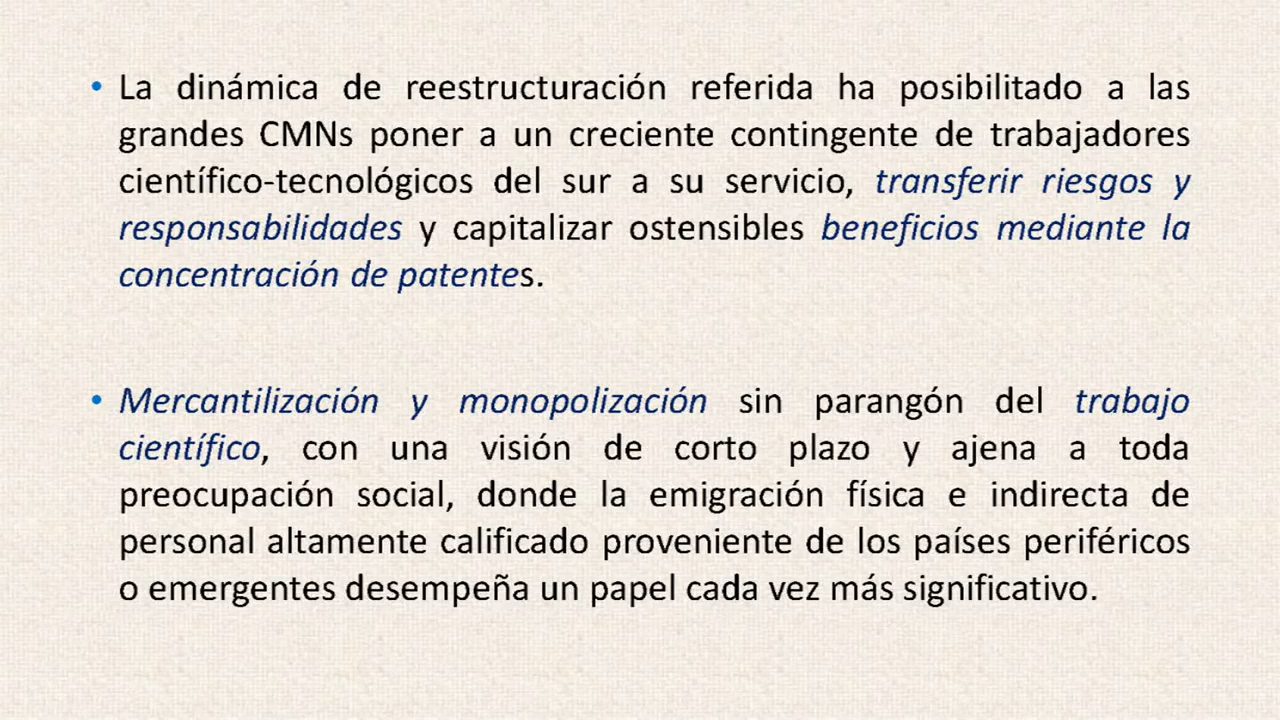 • La dinámica de reestructuración referida ha posibilitado a las
grandes CMNs poner a un creciente contingente de trabajadores
científico-tecnológicos del sur a su servicio, transferir riesgos y
responsabilidades y capitalizar ostensibles beneficios mediante la
concentración de patentes.
• Mercantilización y monopolización sin parangón del trabajo
científico, con una visión de corto plazo y ajena a toda
preocupación social, donde la emigración física e indirecta de
personal altamente calificado proveniente de los países periféricos
o emergentes desempeña un papel cada vez más significativo.